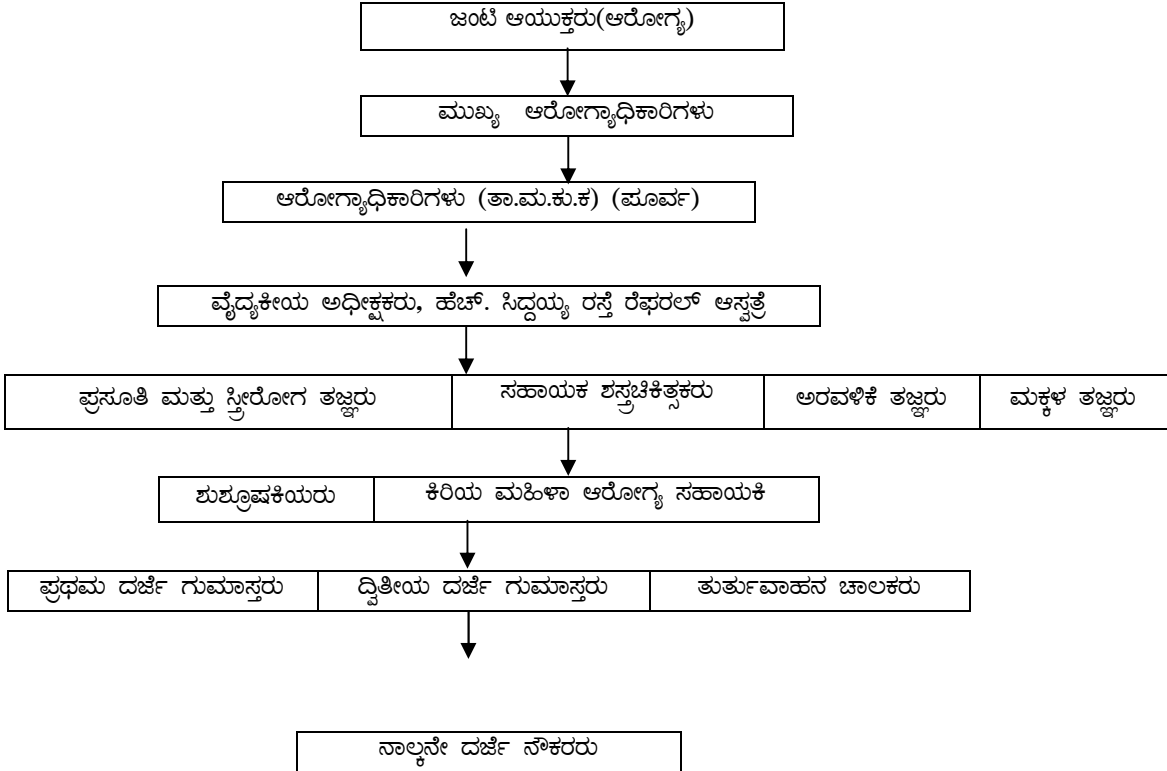 ಜಂಟಿ ಆಯುಕ್ತರು(ಆರೋಗ್ಯ)
ಮುಖ್ಯ ಆರೋಗ್ಯಾಧಿಕಾರಿಗಳು
ಆರೋಗ್ಯಾಧಿಕಾರಿಗಳು (ತಾ.ಮ.ಕು.ಕ) (ಪೂರ್ವ)
ವೈದ್ಯಕೀಯ ಅಧೀಕ್ಷಕರು, ಹೆಚ್. ಸಿದ್ದಯ್ಯ ರಸ್ತೆ ರೆಫರಲ್ ಆಸ್ವತ್ರೆ
ಪ್ರಸೂತಿ ಮತ್ತು ಸ್ತ್ರೀರೋಗ ತಜ್ಞರು ಸಹಾಯಕ ಶಸ್ತ್ರಚಿಕಿತ್ಸಕರು ಅರವಳಿಕೆ ತಜ್ಞರು ಮಕ್ಕಳ ತಜ್ಞರು
ಶುಶ್ರೂಷಕಿಯರು ಕಿರಿಯ ಮಹಿಳಾ ಆರೋಗ್ಯ ಸಹಾಯಕಿ
ಪ್ರಥಮ ದರ್ಜೆ ಗುಮಾಸ್ತರು ದ್ವಿತೀಯ ದರ್ಜೆ ಗುಮಾಸ್ತರು ತುರ್ತುವಾಹನ ಚಾಲಕರು
ನಾಲ್ಕನೇ ದರ್ಜೆ ನೌಕರರು